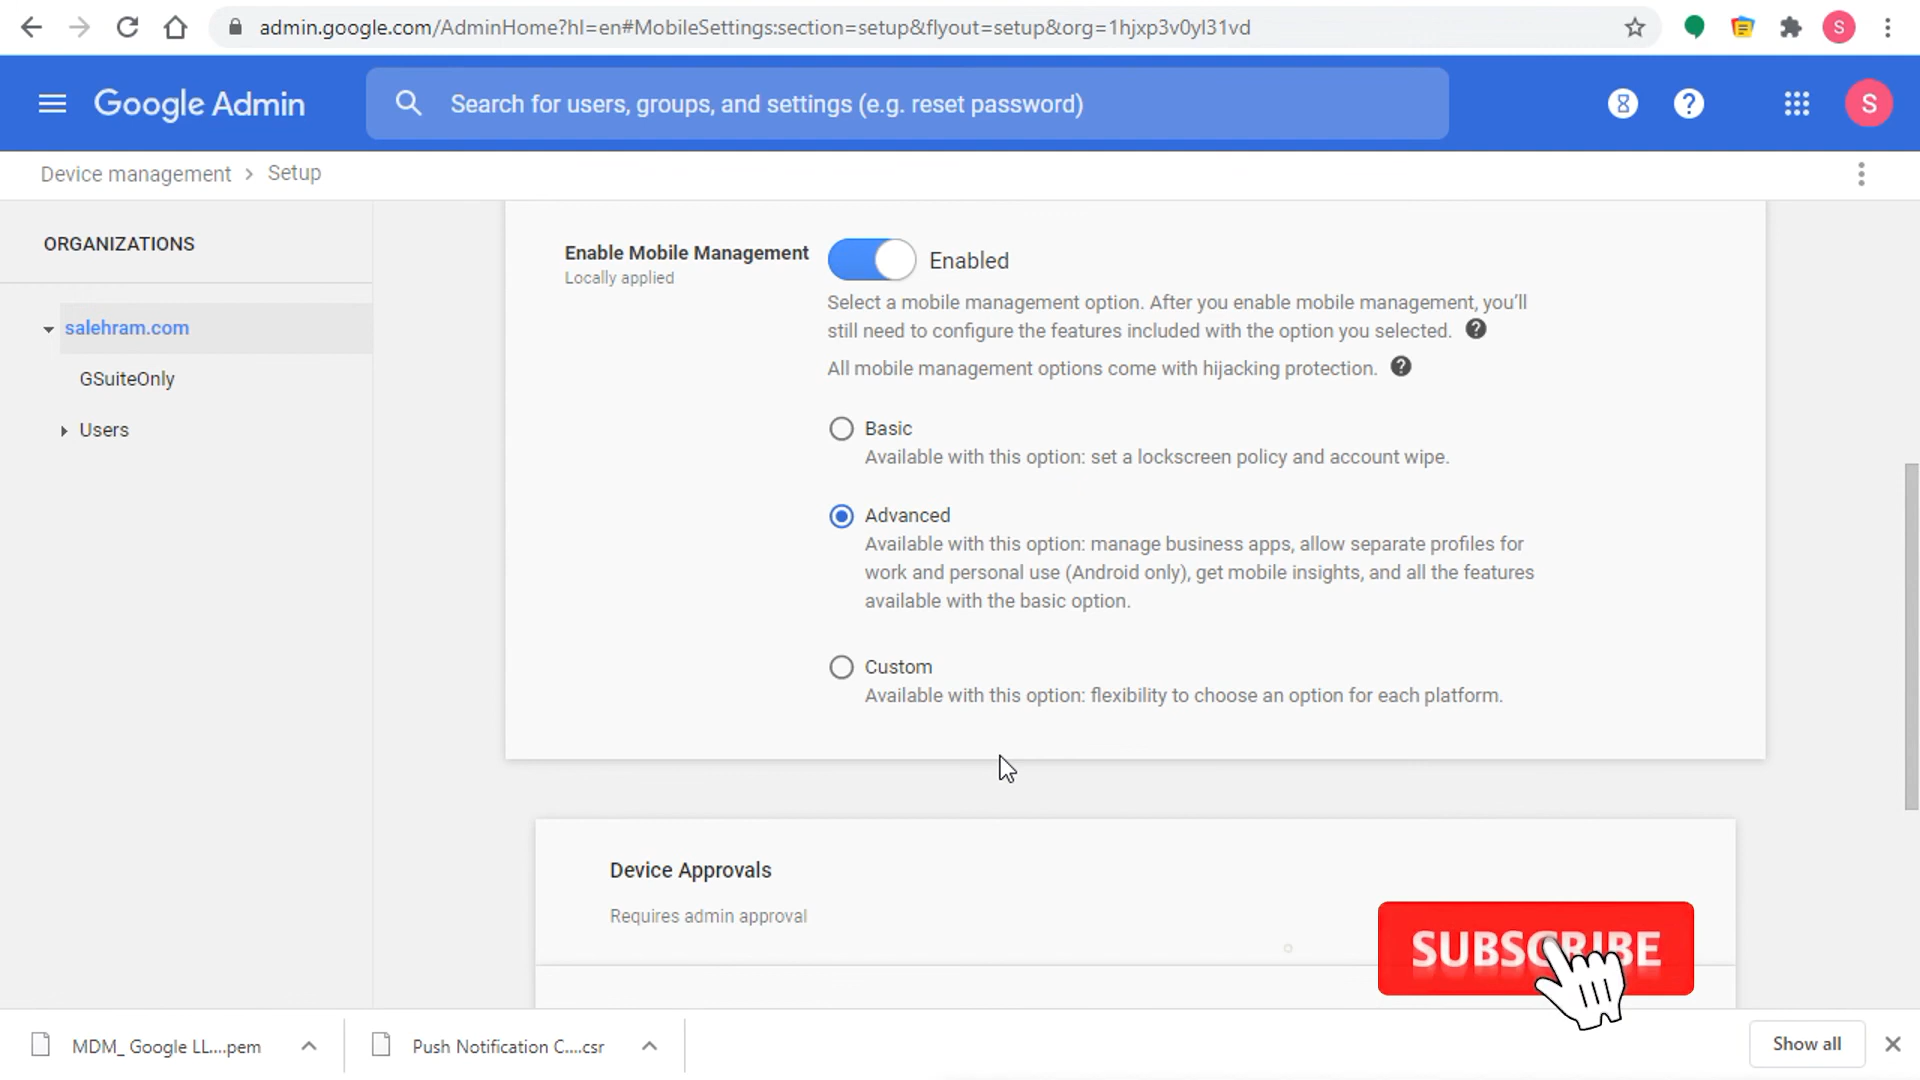 admin.google.com/AdminHome?hl=en#MobileSettings:section=setup&flyout=setup&org=1hjxp3v0yl31vd
S
Google Admin
Search for users, groups, and settings (e.g. reset password)
S
Device management > Setup
ORGANIZATIONS
salehram.com
GSuiteOnly
Users
Enable Mobile Management
Locally applied
Enabled
Select a mobile management option. After you enable mobile management, you'll
still need to configure the features included with the option you selected.
All mobile management options come with hijacking protection.
Basic
Available with this option: set a lockscreen policy and account wipe.
Advanced
Available with this option: manage business apps, allow separate profiles for
work and personal use (Android only), get mobile insights, and all the features
available with the basic option.
Custom
Available with this option: flexibility to choose an option for each platform.
Device Approvals
Requires admin approval
SUBSCRIBE
MDM_ Google LL....pem
Push Notification C....csr
Show all